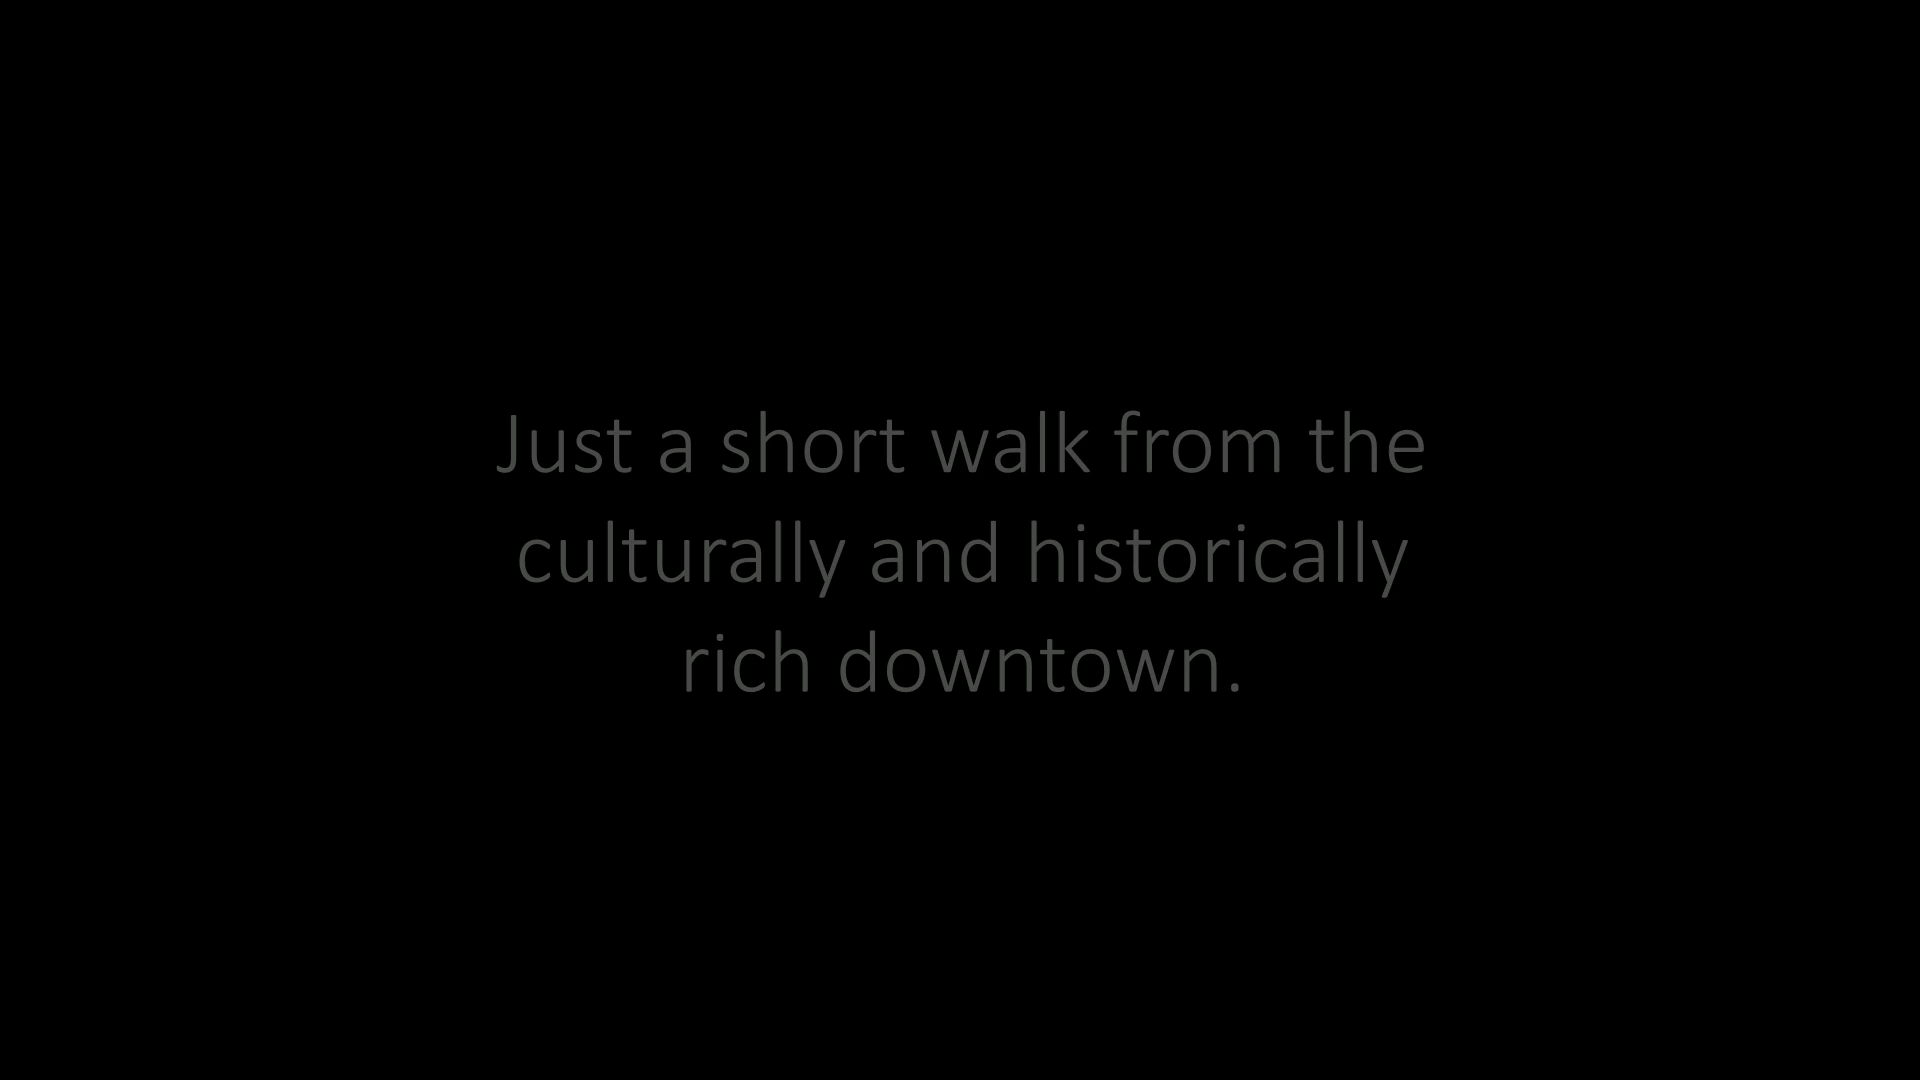 Just a short walk from the
culturally and historically
rich downtown.